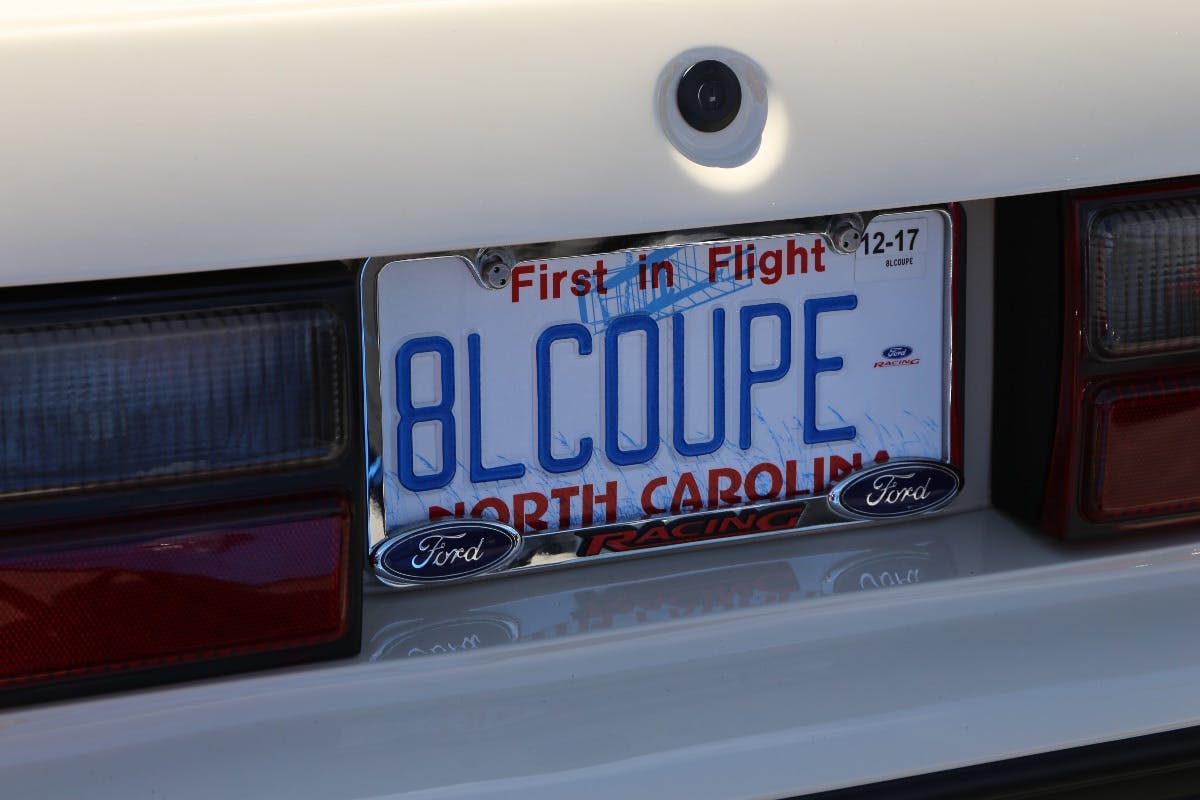 First in Flight
12-17
8LCOUPE
8LCOUPE
Ford
RACING
NORTH CAROLINA
Ford
RACING
Ford